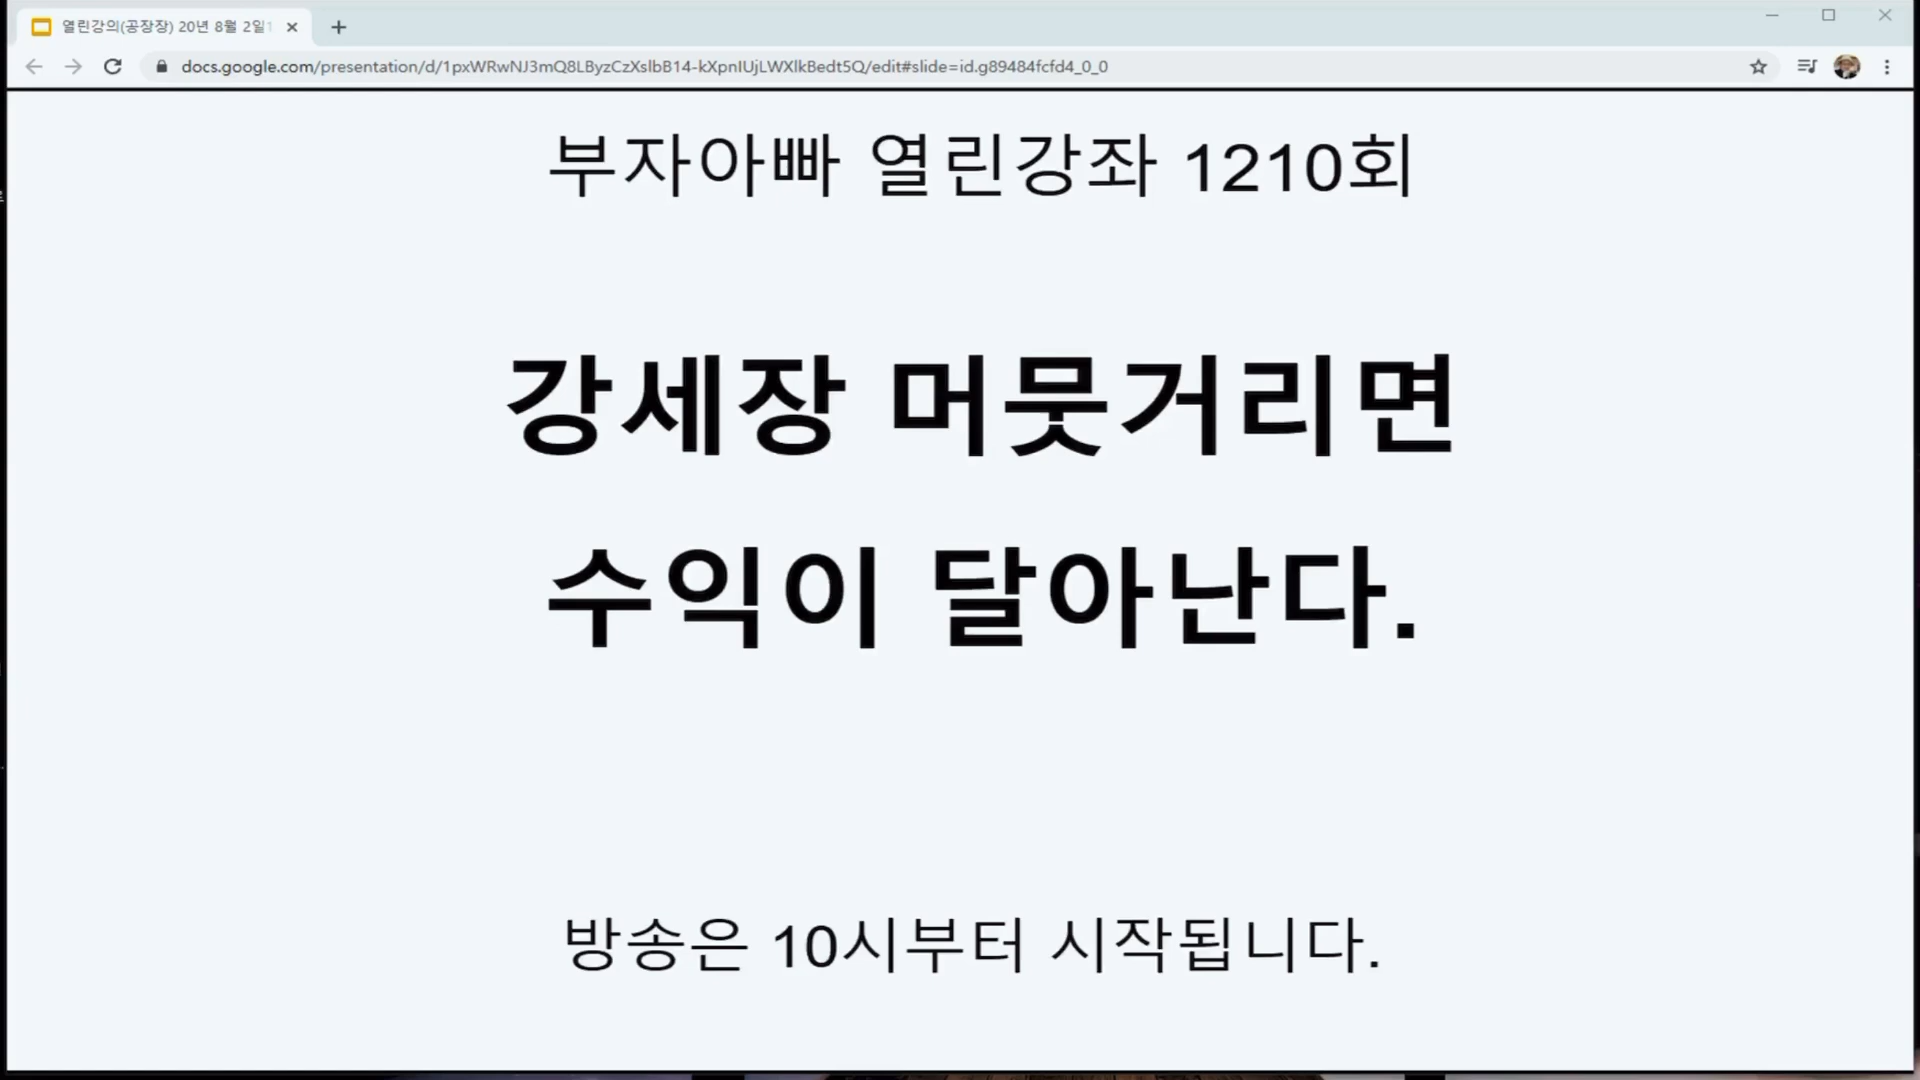 열린강의(공장장) 20년 8월 2일
docs.google.com/presentation/d/1pxWRwNJ3mQ8LByzCzXslbB14-kXpnIUjLWXlkBedt5Q/edit#slide=id.g89484fcfd4_0_0
부자아빠 열린강좌 1210회
강세장 머뭇거리면
수익이 달아난다.
방송은 10시부터 시작됩니다.